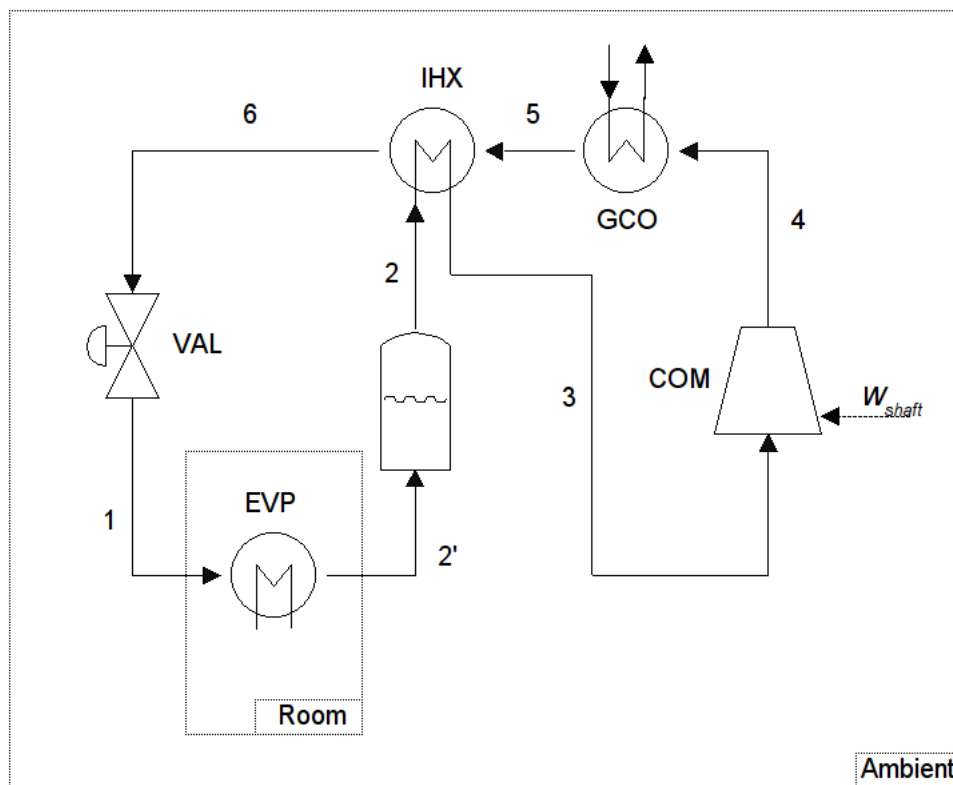 IHX
6
5
GCO
4
2
VAL
COM
3
W shaft
EVP
1
2'
Room
Ambient